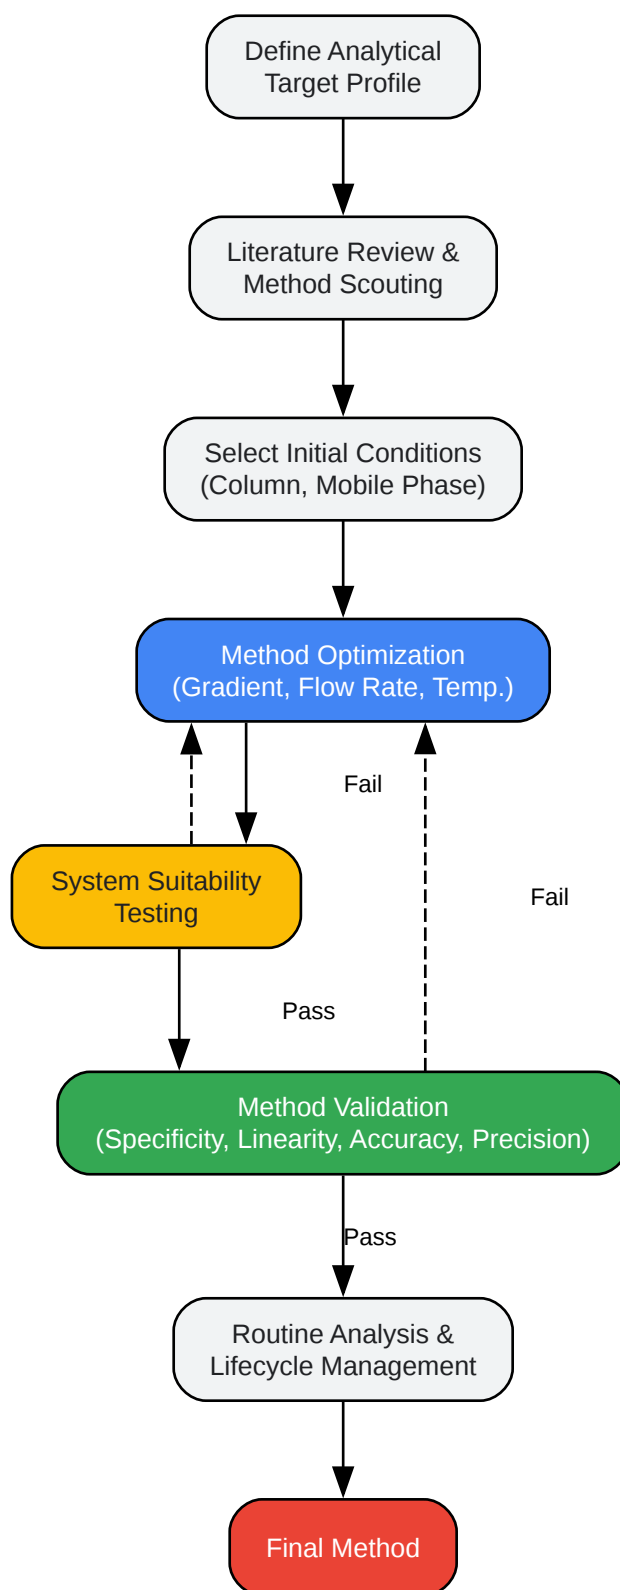 Define Analytical
Target Profile
Literature Review &
Method Scouting
Select Initial Conditions
(Column, Mobile Phase)
Method Optimization
(Gradient, Flow Rate, Temp.)
Fail
System Suitability
Testing
Fail
Pass
Method Validation
(Specificity, Linearity, Accuracy, Precision)
Pass
Routine Analysis &
Lifecycle Management
Final Method